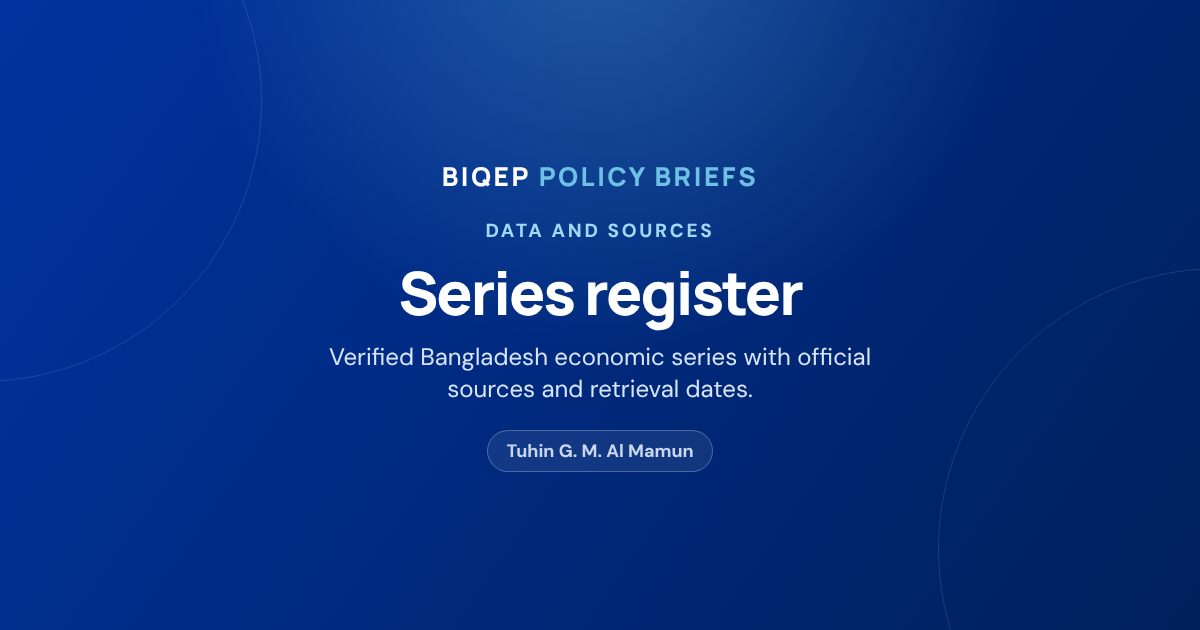 BIQEP POLICY BRIEFS
DATA AND SOURCES
Series register
Verified Bangladesh economic series with official
sources and retrieval dates.
Tuhin G. M. Al Mamun